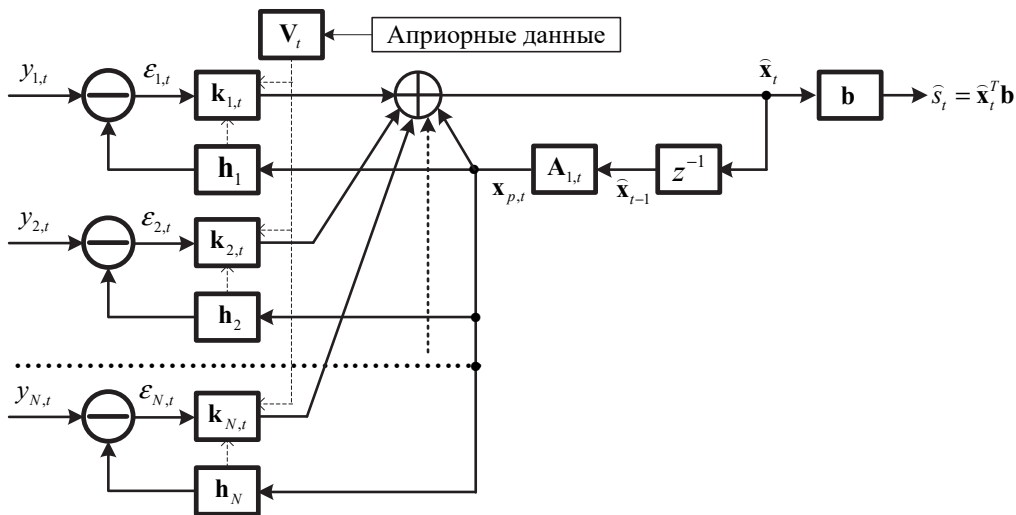 V_t
Априорные данные
y_{1,t}
ε_{1,t}
k_{1,t}
x̂_t
b
ŝ_t = x̂_t^T b
h_1
x_{p,t}
A_{1,t}
x̂_{t−1}
z^{−1}
y_{2,t}
ε_{2,t}
k_{2,t}
h_2
y_{N,t}
ε_{N,t}
k_{N,t}
h_N